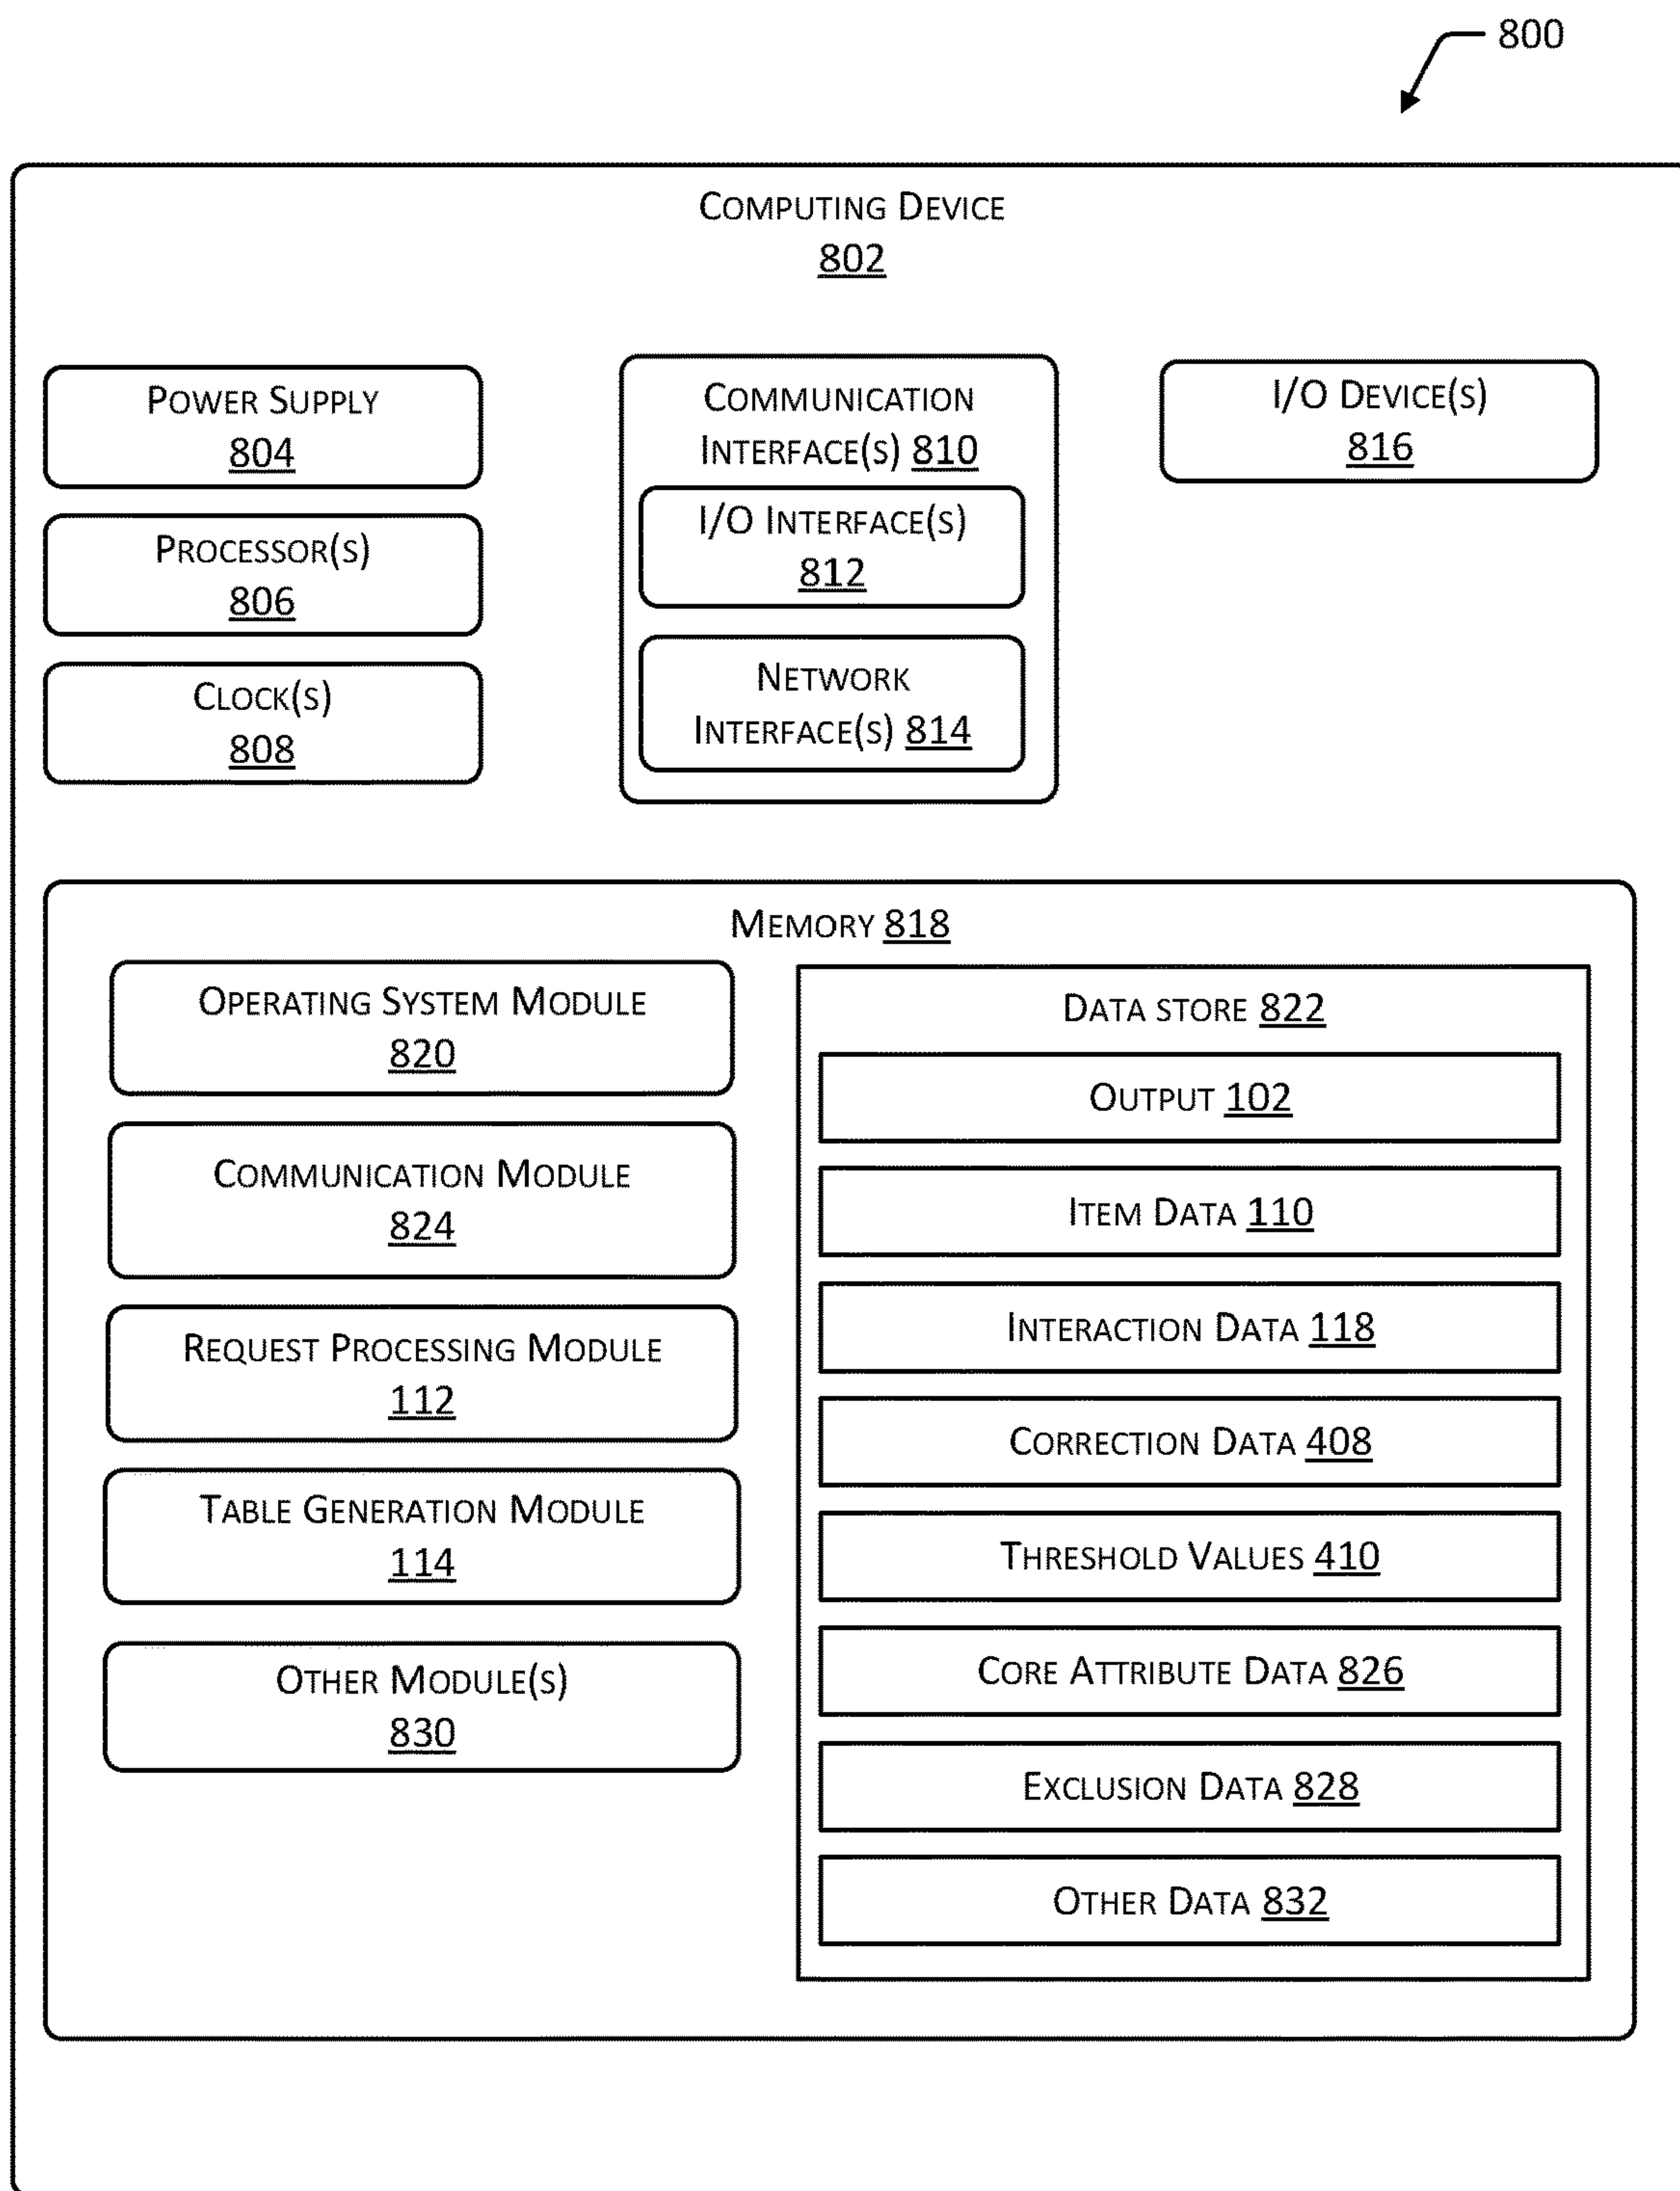 800
COMPUTING DEVICE
802
POWER SUPPLY
804
PROCESSOR(S)
806
CLOCK(S)
808
COMMUNICATION
INTERFACE(S) 810
I/O INTERFACE(S)
812
NETWORK
INTERFACE(S) 814
I/O DEVICE(S)
816
MEMORY 818
OPERATING SYSTEM MODULE
820
COMMUNICATION MODULE
824
REQUEST PROCESSING MODULE
112
TABLE GENERATION MODULE
114
OTHER MODULE(S)
830
DATA STORE 822
OUTPUT 102
ITEM DATA 110
INTERACTION DATA 118
CORRECTION DATA 408
THRESHOLD VALUES 410
CORE ATTRIBUTE DATA 826
EXCLUSION DATA 828
OTHER DATA 832